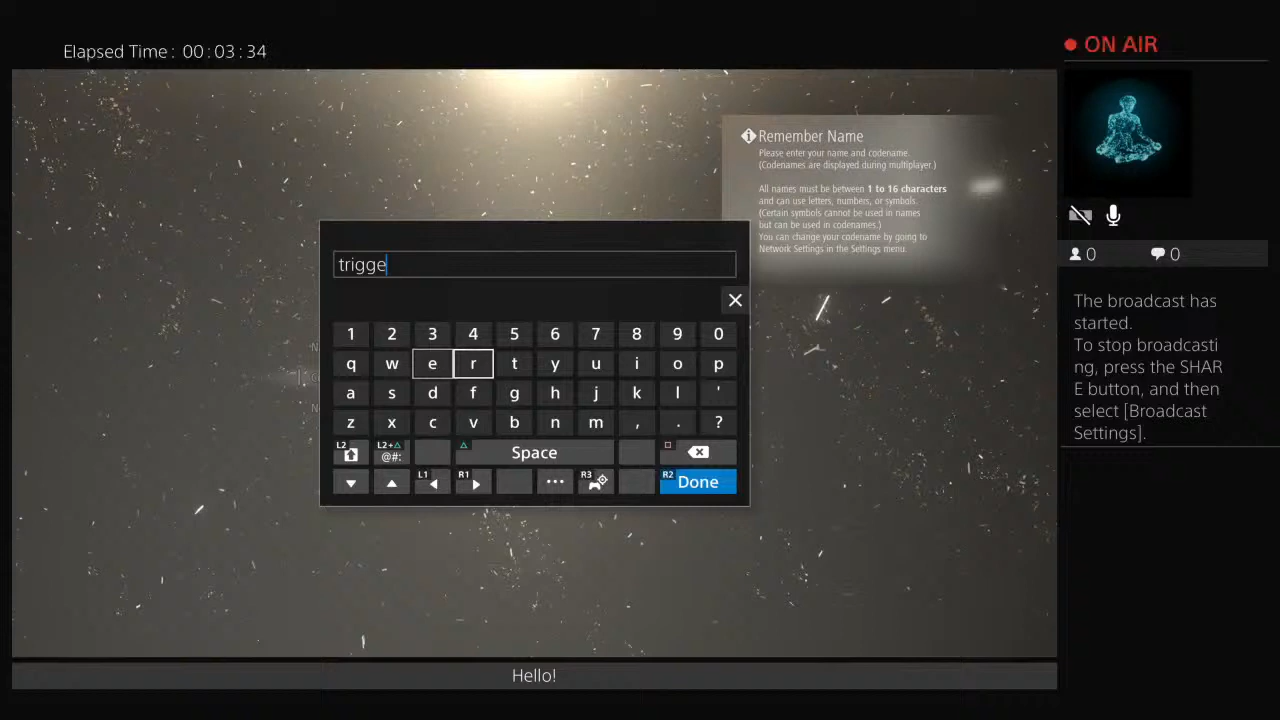 Elapsed Time: 00:03:34
ON AIR
Remember Name
Please enter your name and codename.
(Codenames are displayed during multiplayer.)
All names must be between 1 to 16 characters
and can use letters, numbers, or symbols.
(Certain symbols cannot be used in names
but can be used in codenames.)
You can change your codename by going to
Network Settings in the Settings menu.
trigge
1 2 3 4 5 6 7 8 9 0
q w e r t y u i o p
a s d f g h j k l '
z x c v b n m , . ?
L2 L2+△ @#: △ Space □
L1 R1 ... R3 R2 Done
0 0
The broadcast has
started.
To stop broadcasti
ng, press the SHAR
E button, and then
select [Broadcast
Settings].
Hello!